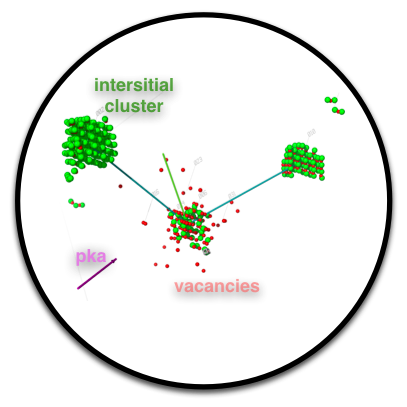 intersitial
cluster
pka
vacancies